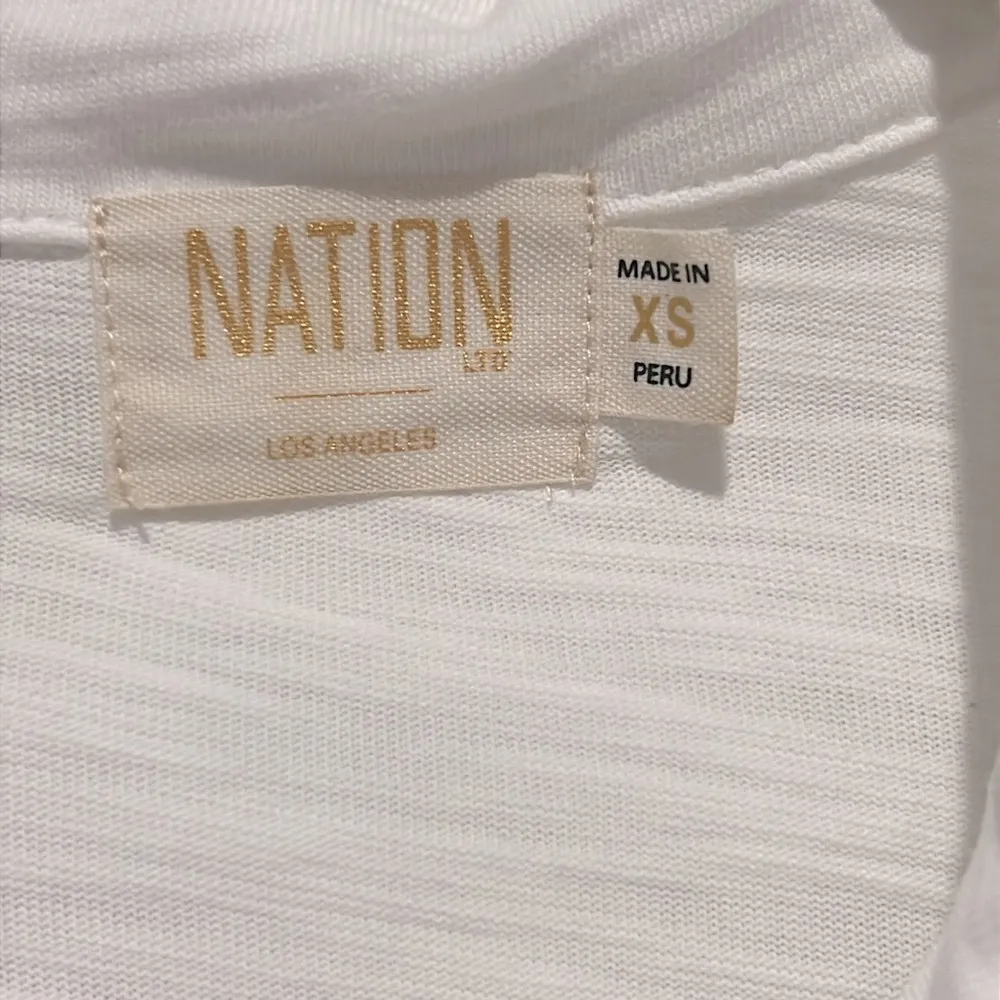 NATION
LTD
LOS ANGELES
MADE IN
XS
PERU